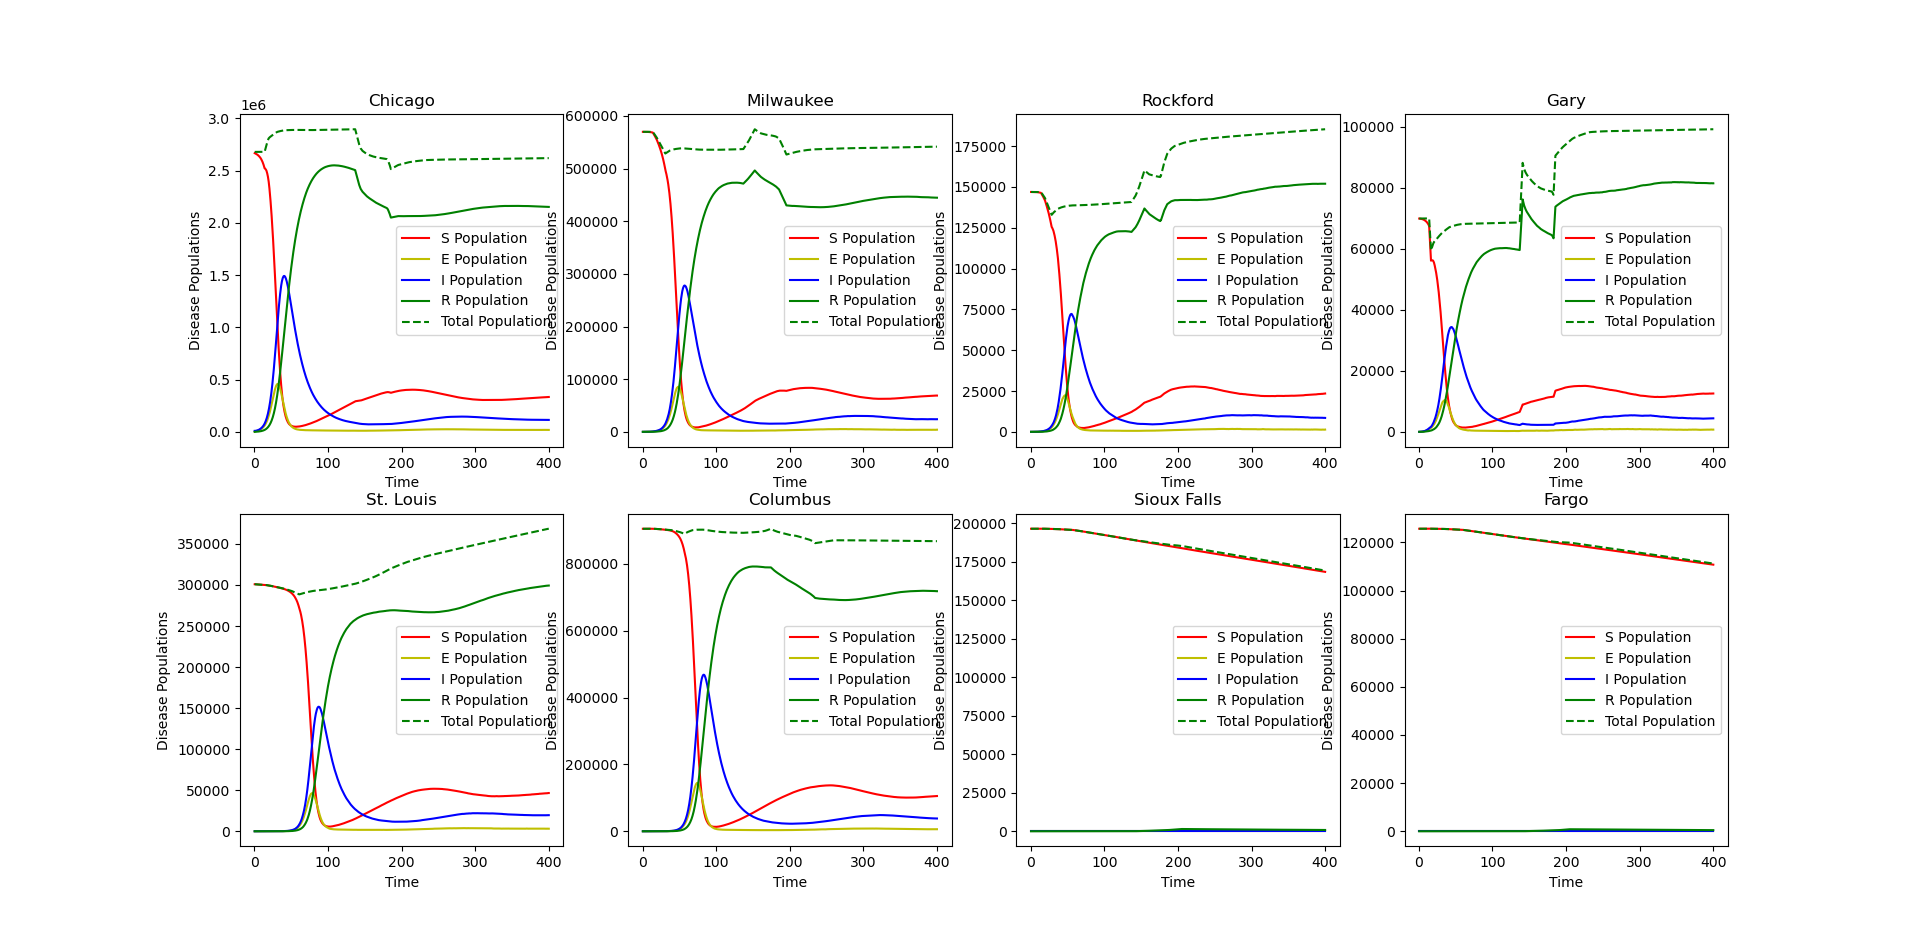 Chicago
1e6
3.0
2.5
2.0
1.5
1.0
0.5
0.0
Disease Populations
S Population
E Population
I Population
R Population
Total Population
0 100 200 300 400
Time
Milwaukee
600000
500000
400000
300000
200000
100000
0
Disease Populations
S Population
E Population
I Population
R Population
Total Population
0 100 200 300 400
Time
Rockford
175000
150000
125000
100000
75000
50000
25000
0
Disease Populations
S Population
E Population
I Population
R Population
Total Population
0 100 200 300 400
Time
Gary
100000
80000
60000
40000
20000
0
Disease Populations
S Population
E Population
I Population
R Population
Total Population
0 100 200 300 400
Time
St. Louis
350000
300000
250000
200000
150000
100000
50000
0
Disease Populations
S Population
E Population
I Population
R Population
Total Population
0 100 200 300 400
Time
Columbus
800000
600000
400000
200000
0
Disease Populations
S Population
E Population
I Population
R Population
Total Population
0 100 200 300 400
Time
Sioux Falls
200000
175000
150000
125000
100000
75000
50000
25000
0
Disease Populations
S Population
E Population
I Population
R Population
Total Population
0 100 200 300 400
Time
Fargo
120000
100000
80000
60000
40000
20000
0
Disease Populations
S Population
E Population
I Population
R Population
Total Population
0 100 200 300 400
Time